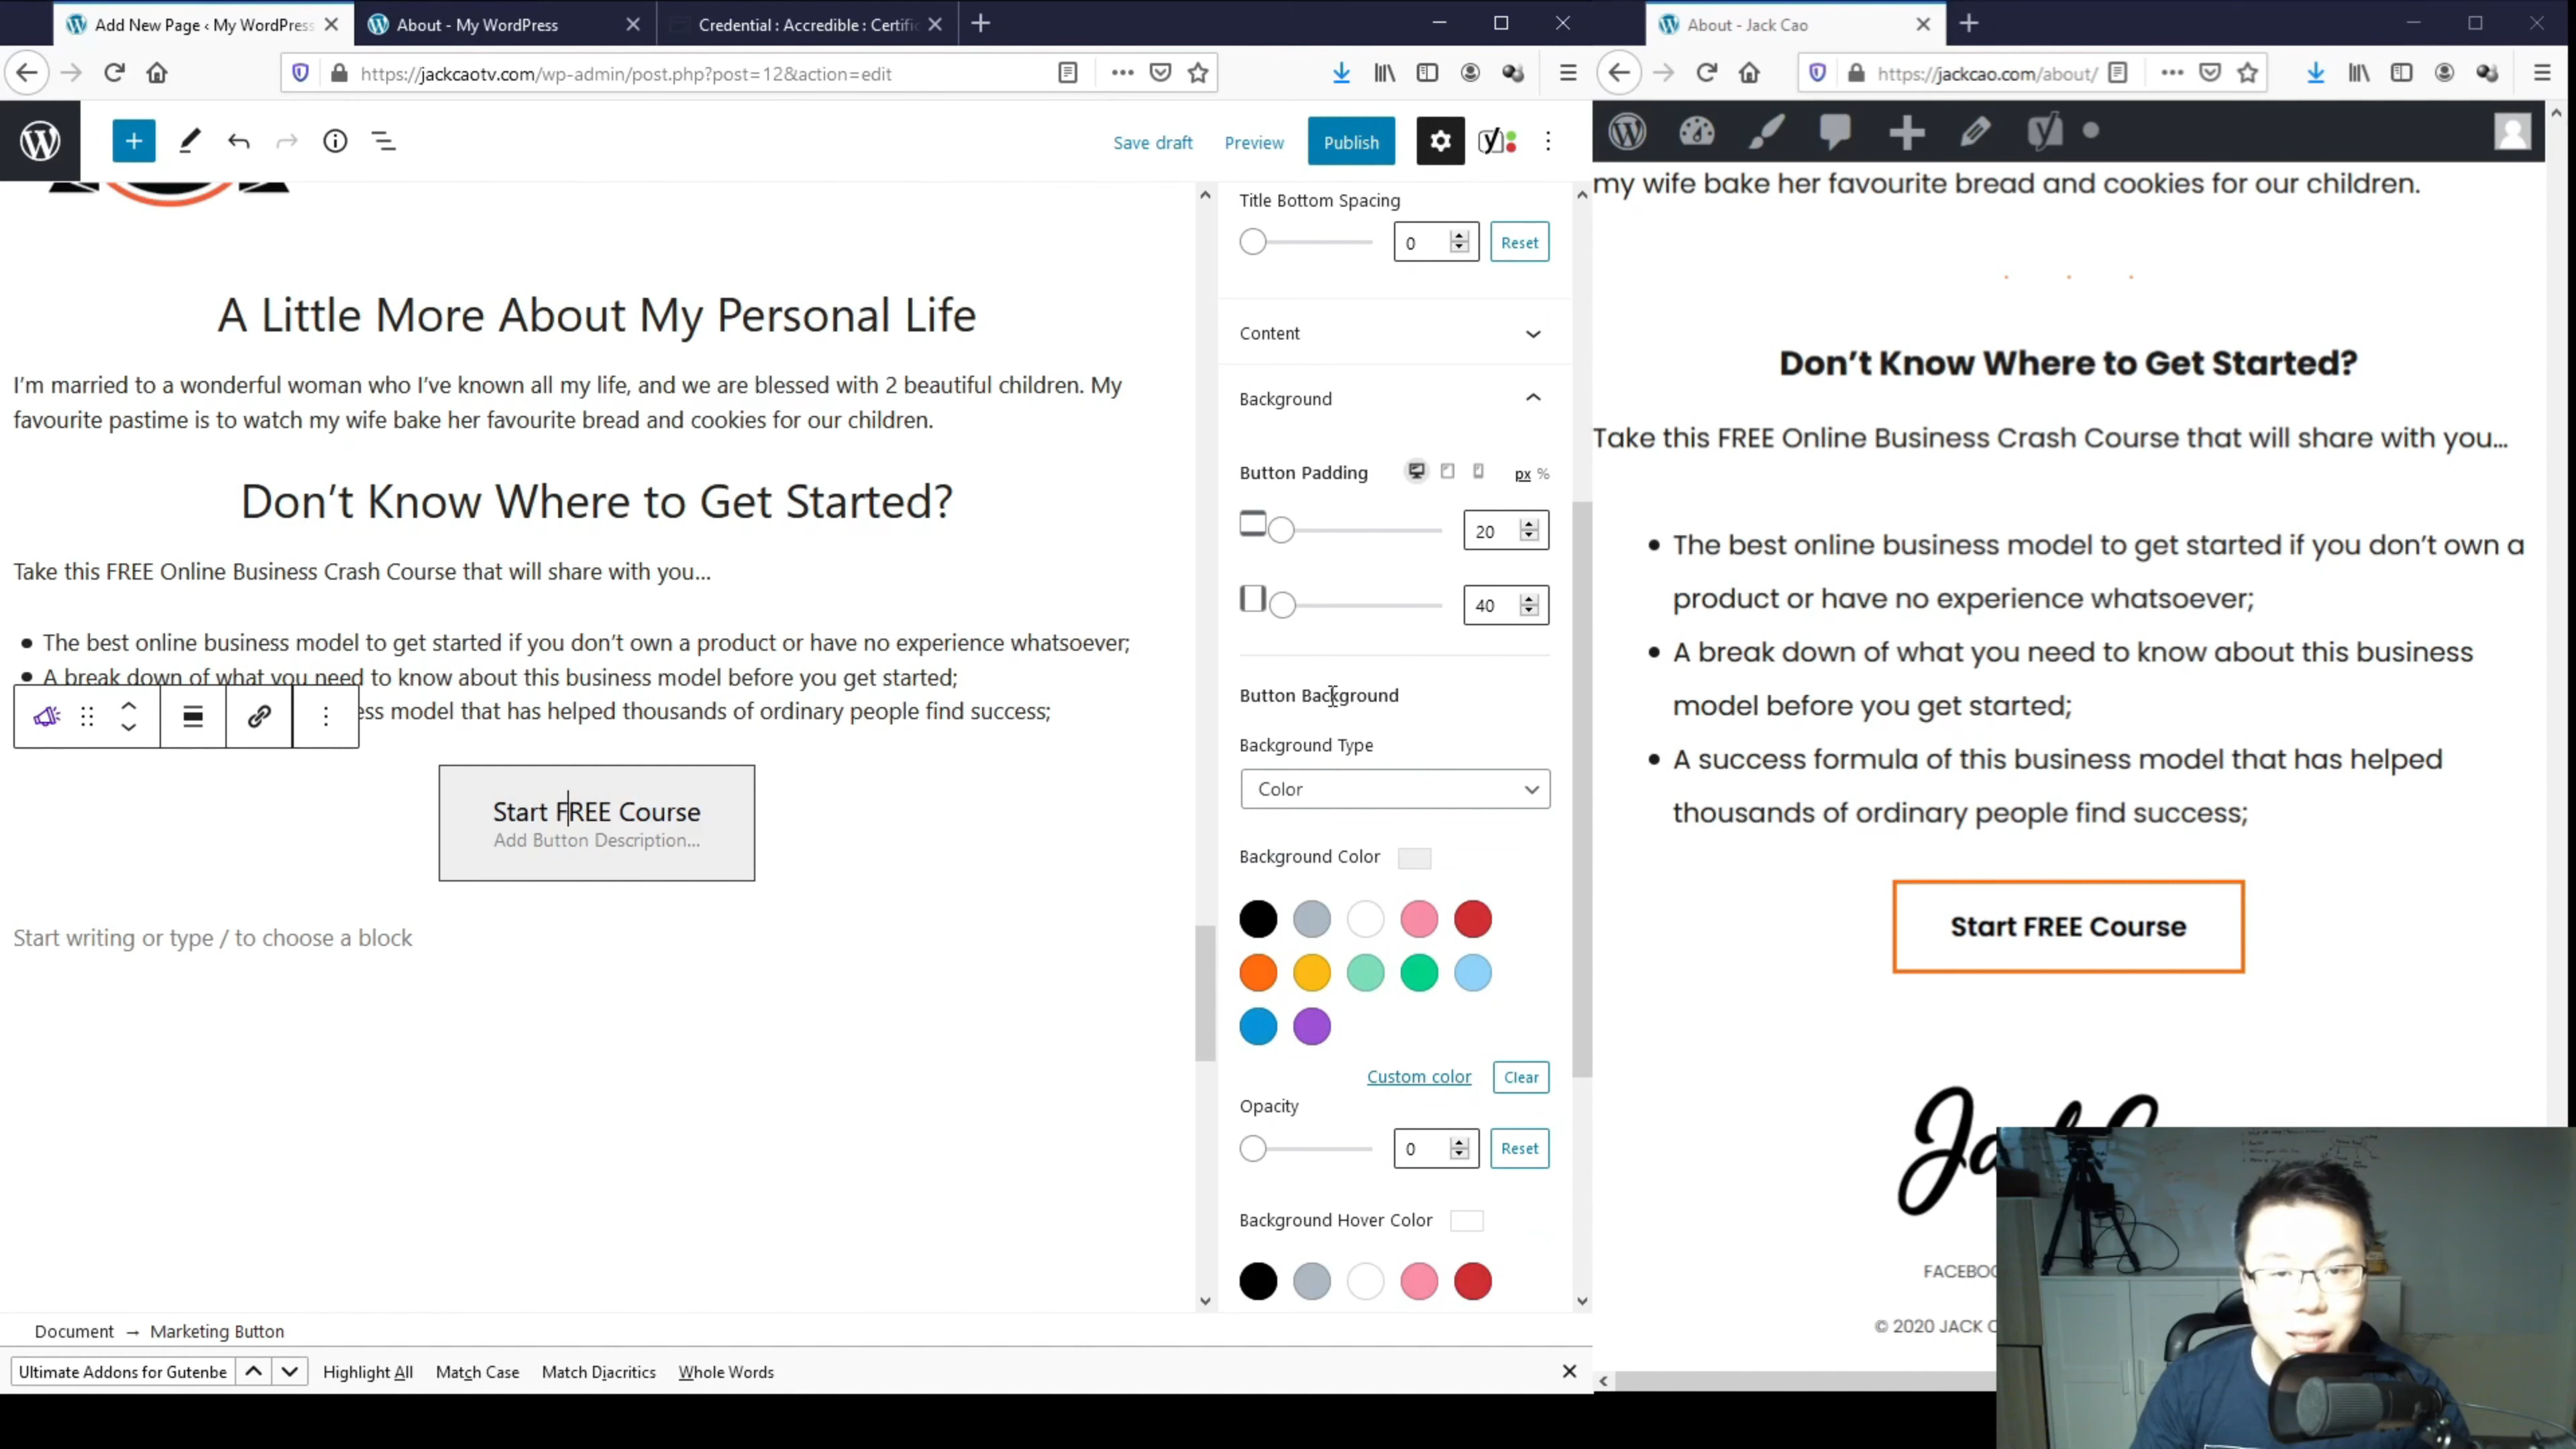 Add New Page ‹ My WordPress
About - My WordPress
Credential : Accredible : Certific
https://jackcaotv.com/wp-admin/post.php?post=12&action=edit
Save draft
Preview
Publish
A Little More About My Personal Life
I'm married to a wonderful woman who I've known all my life, and we are blessed with 2 beautiful children. My
favourite pastime is to watch my wife bake her favourite bread and cookies for our children.
Don't Know Where to Get Started?
Take this FREE Online Business Crash Course that will share with you...
The best online business model to get started if you don't own a product or have no experience whatsoever;
A break down of what you need to know about this business model before you get started;
ess model that has helped thousands of ordinary people find success;
Start FREE Course
Add Button Description...
Start writing or type / to choose a block
Title Bottom Spacing
0
Reset
Content
Background
Button Padding
px %
20
40
Button Background
Background Type
Color
Background Color
Custom color
Clear
Opacity
0
Reset
Background Hover Color
Document → Marketing Button
Ultimate Addons for Gutenbe
Highlight All
Match Case
Match Diacritics
Whole Words
About - Jack Cao
https://jackcao.com/about/
my wife bake her favourite bread and cookies for our children.
Don't Know Where to Get Started?
Take this FREE Online Business Crash Course that will share with you...
The best online business model to get started if you don't own a
product or have no experience whatsoever;
A break down of what you need to know about this business
model before you get started;
A success formula of this business model that has helped
thousands of ordinary people find success;
Start FREE Course
FACEBOO
© 2020 JACK C